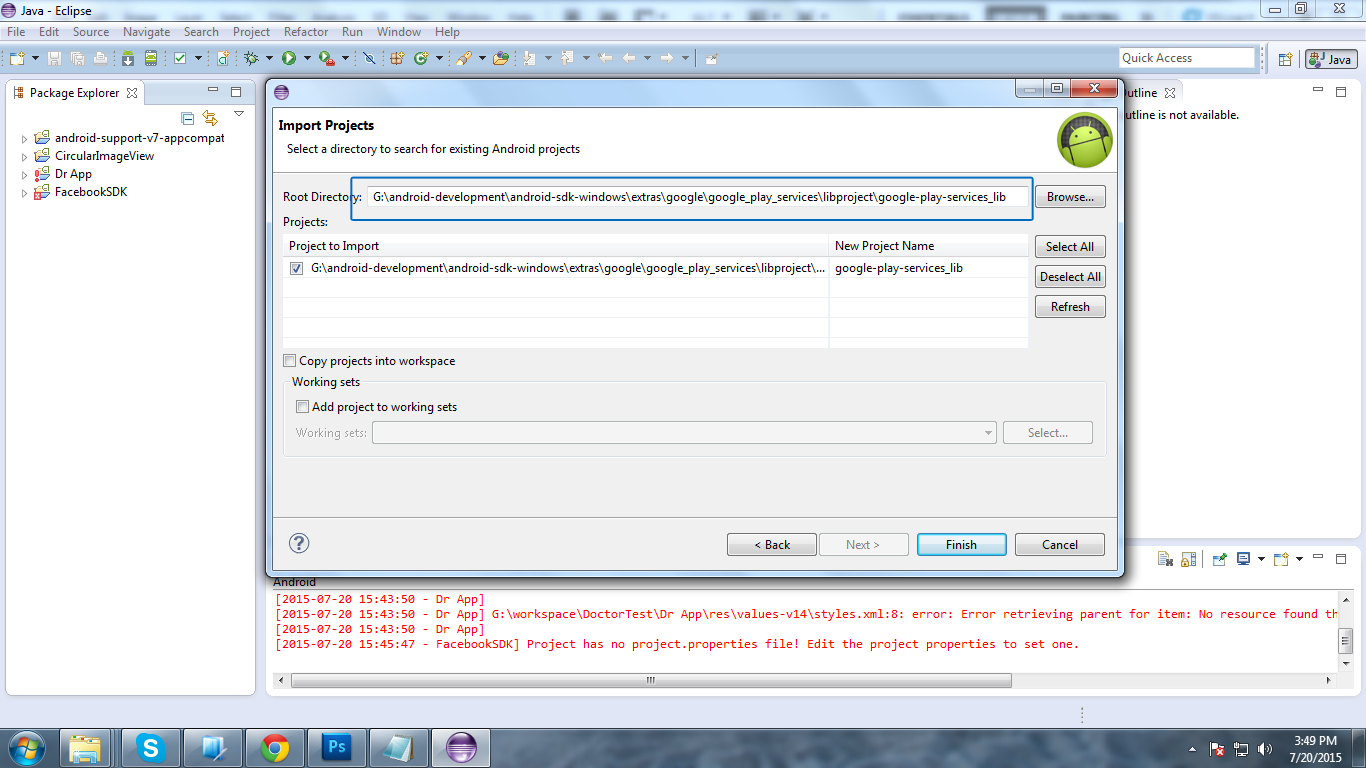 Java - Eclipse
File Edit Source Navigate Search Project Refactor Run Window Help
Quick Access
Java
Package Explorer
android-support-v7-appcompat
CircularImageView
Dr App
FacebookSDK
utline
utline is not available.
Import Projects
Select a directory to search for existing Android projects
Root Directory: G:\android-development\android-sdk-windows\extras\google\google_play_services\libproject\google-play-services_lib Browse...
Projects:
Project to Import New Project Name Select All
G:\android-development\android-sdk-windows\extras\google\google_play_services\libproject\... google-play-services_lib
Deselect All
Refresh
Copy projects into workspace
Working sets
Add project to working sets
Working sets: Select...
? < Back Next > Finish Cancel
Android
[2015-07-20 15:43:50 - Dr App]
[2015-07-20 15:43:50 - Dr App] G:\workspace\DoctorTest\Dr App\res\values-v14\styles.xml:8: error: Error retrieving parent for item: No resource found th
[2015-07-20 15:43:50 - Dr App]
[2015-07-20 15:45:47 - FacebookSDK] Project has no project.properties file! Edit the project properties to set one.
S
Ps
3:49 PM
7/20/2015